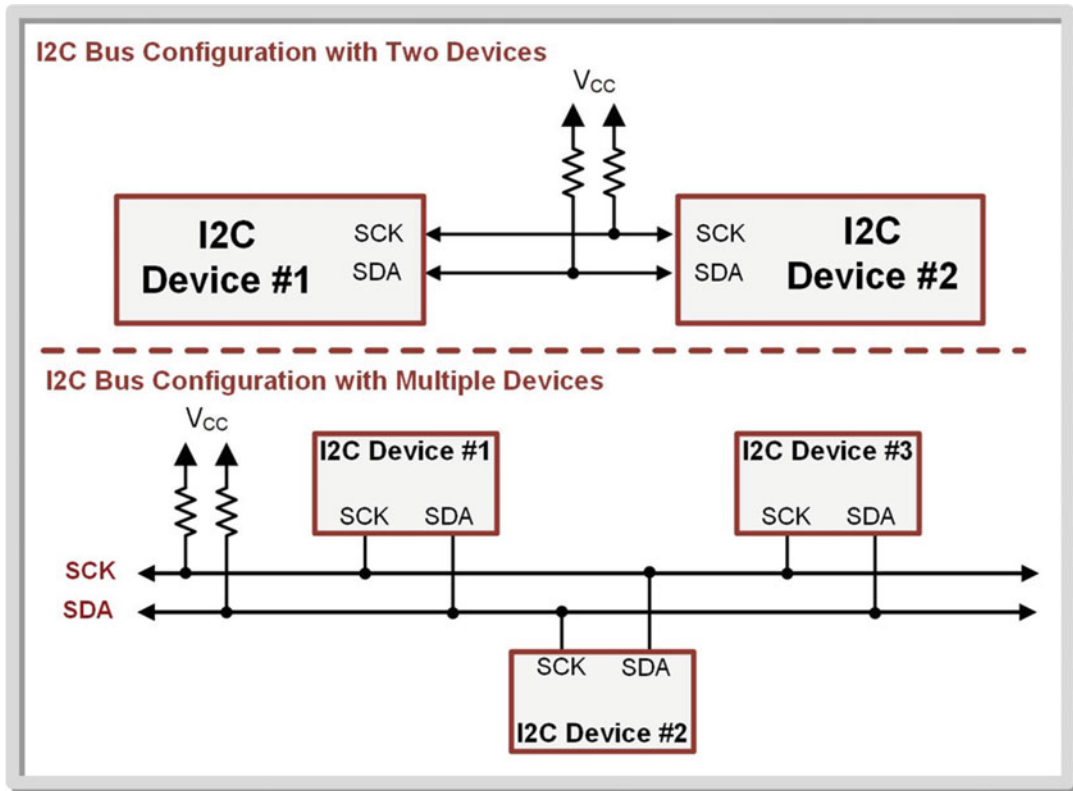 I2C Bus Configuration with Two Devices
VCC
I2C
Device #1
SCK
SDA
SCK
SDA
I2C
Device #2
I2C Bus Configuration with Multiple Devices
VCC
I2C Device #1
SCK SDA
I2C Device #3
SCK SDA
SCK
SDA
SCK SDA
I2C Device #2